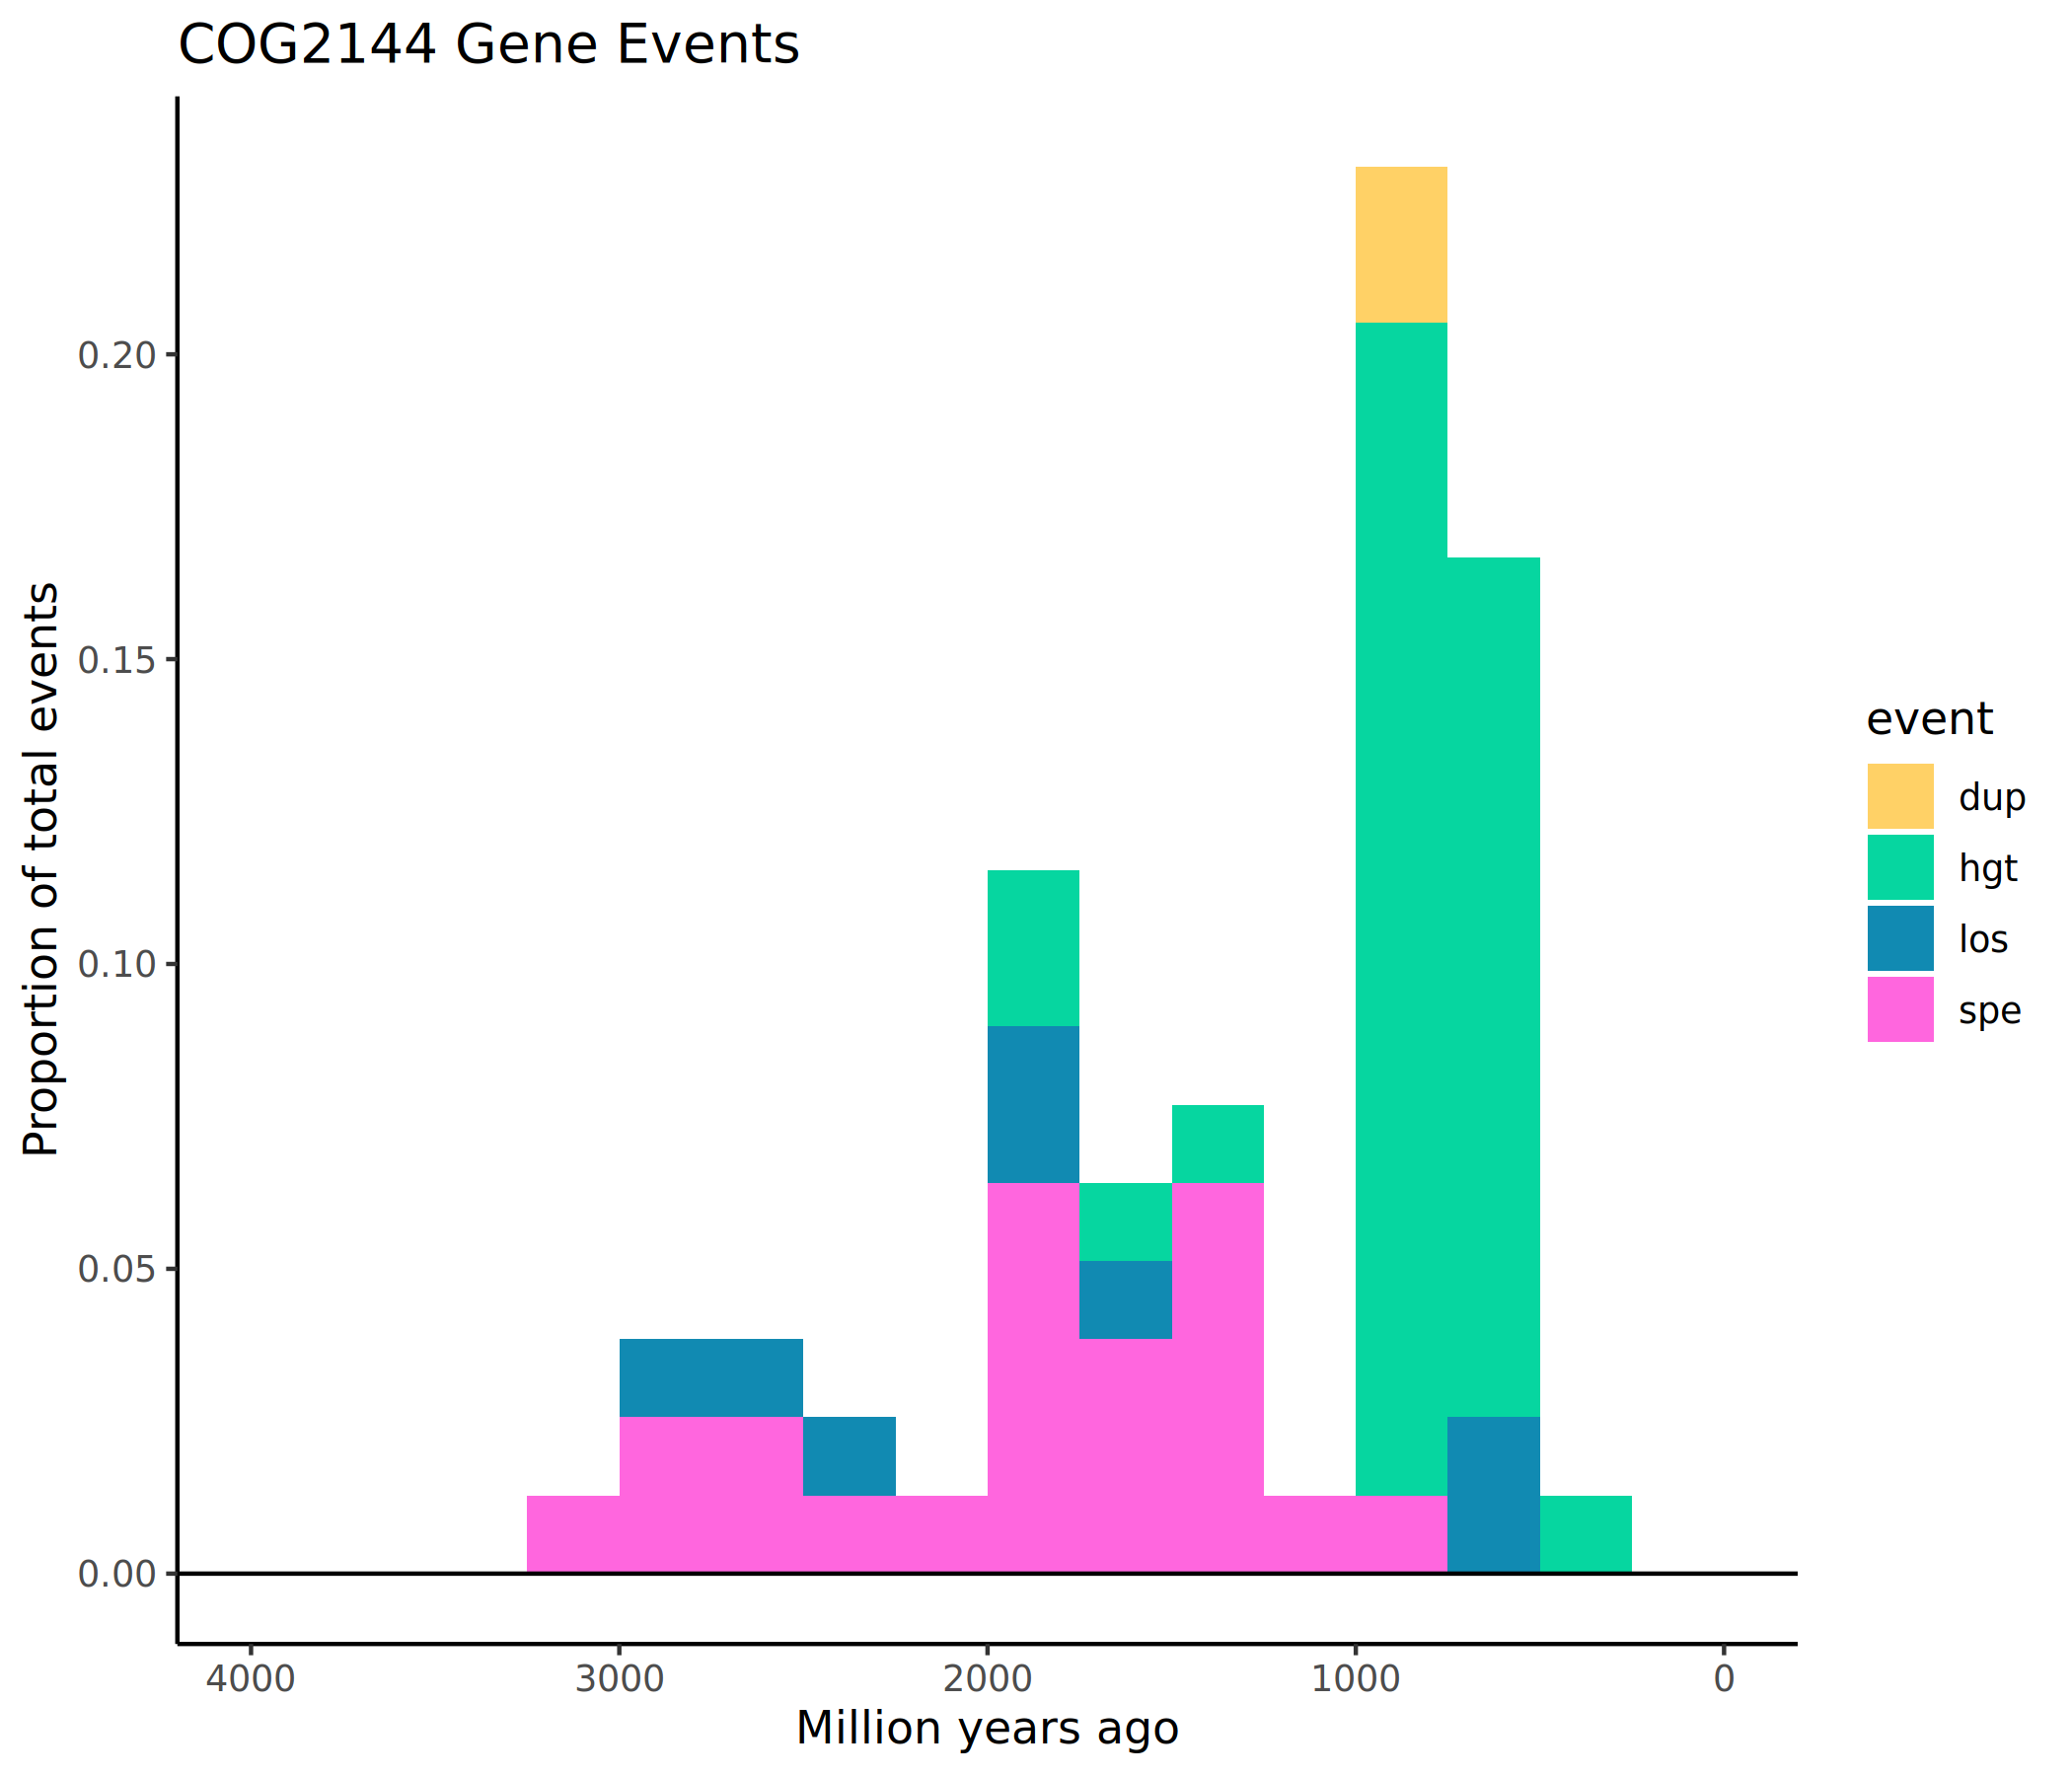 COG2144 Gene Events
Proportion of total events
0.20
0.15
0.10
0.05
0.00
4000 3000 2000 1000 0
Million years ago
event
dup
hgt
los
spe